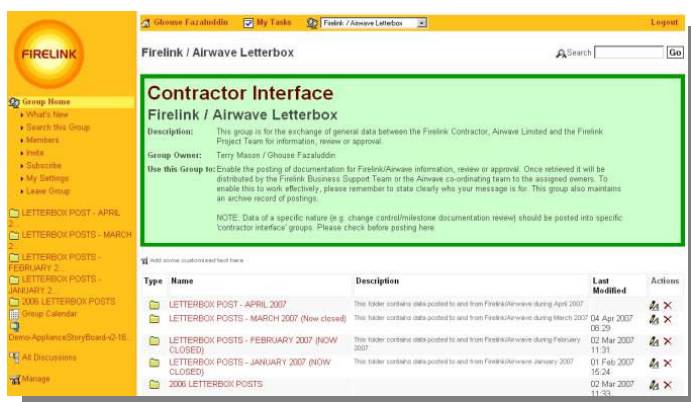 Ghouse Fazaluddin My Tasks Firelink / Airwave Letterbox Logout
FIRELINK
Firelink / Airwave Letterbox
Search Go
Group Home
What's New
Search this Group
Members
Invite
Subscribe
My Settings
Leave Group
LETTERBOX POST - APRIL
2...
LETTERBOX POSTS - MARCH
2...
LETTERBOX POSTS -
FEBRUARY 2...
LETTERBOX POSTS -
JANUARY 2...
2006 LETTERBOX POSTS
Group Calendar
Demo-ApplianceStoryBoard-v2-16...
All Discussions
Manage
Contractor Interface
Firelink / Airwave Letterbox
Description: This group is for the exchange of general data between the Firelink Contractor, Airwave Limited and the Firelink
Project Team for information, review or
approval.
Group Owner: Terry Mason / Ghouse Fazaluddin
Use this Group to: Enable the posting of documentation for Firelink/Airwave information, review or approval. Once retrieved it will be
distributed by the Firelink Business Support Team or the Airwave co-ordinating team to the assigned owners. To
enable this to work effectively, please remember to state clearly who your message is for. This group also maintains
an archive record of postings.
NOTE: Data of a specific nature (e.g. change control/milestone documentation review) should be posted into specific
'contractor interface' groups. Please check before posting here.
Add some customised text here
Type Name Description Last Modified Actions
LETTERBOX POST - APRIL 2007 This folder contains data posted to and from Firelink/Airwave during April 2007
LETTERBOX POSTS - MARCH 2007 (Now closed) This folder contains data posted to and from Firelink/Airwave during March 2007 04 Apr 2007
08:29
LETTERBOX POSTS - FEBRUARY 2007 (NOW This folder contains data posted to and from Firelink/Airwave during February 02 Mar 2007
CLOSED) 2007 11:31
LETTERBOX POSTS - JANUARY 2007 (NOW This folder contains data posted to and from Firelink/Airwave January 2007 01 Feb 2007
CLOSED) 15:24
2006 LETTERBOX POSTS 02 Mar 2007
11:33